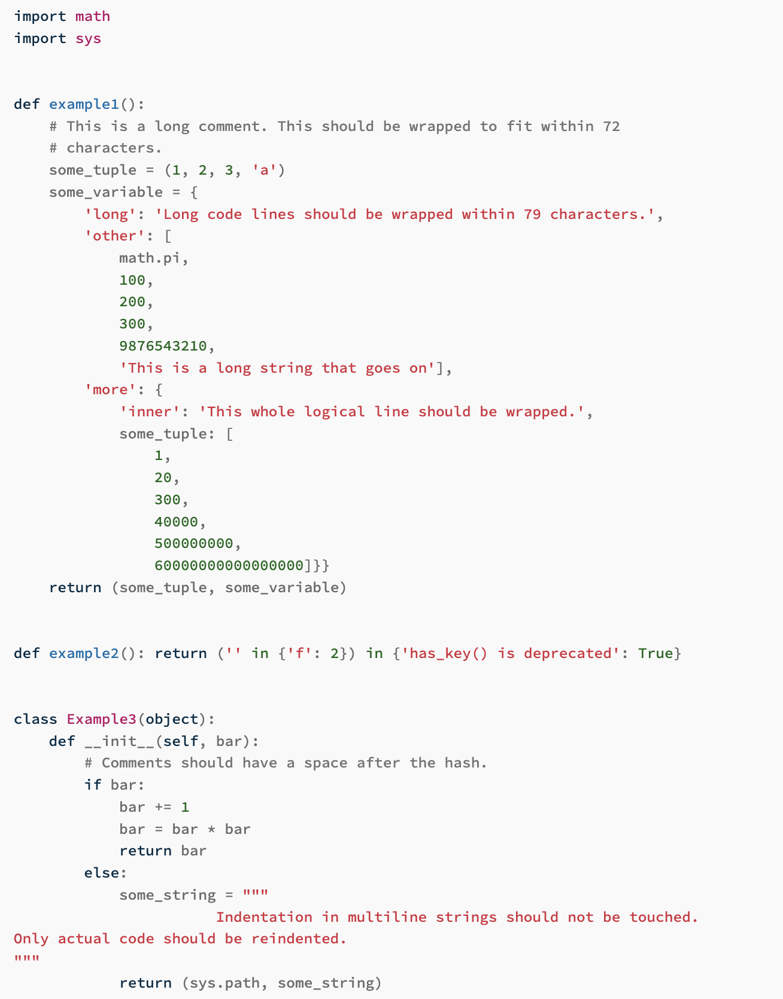 import math
import sys


def example1():
    # This is a long comment. This should be wrapped to fit within 72
    # characters.
    some_tuple = (1, 2, 3, 'a')
    some_variable = {
        'long': 'Long code lines should be wrapped within 79 characters.',
        'other': [
            math.pi,
            100,
            200,
            300,
            9876543210,
            'This is a long string that goes on'],
        'more': {
            'inner': 'This whole logical line should be wrapped.',
            some_tuple: [
                1,
                20,
                300,
                40000,
                500000000,
                60000000000000000]}}
    return (some_tuple, some_variable)


def example2(): return ('' in {'f': 2}) in {'has_key() is deprecated': True}


class Example3(object):
    def __init__(self, bar):
        # Comments should have a space after the hash.
        if bar:
            bar += 1
            bar = bar * bar
            return bar
        else:
            some_string = """
                       Indentation in multiline strings should not be touched.
Only actual code should be reindented.
"""
            return (sys.path, some_string)